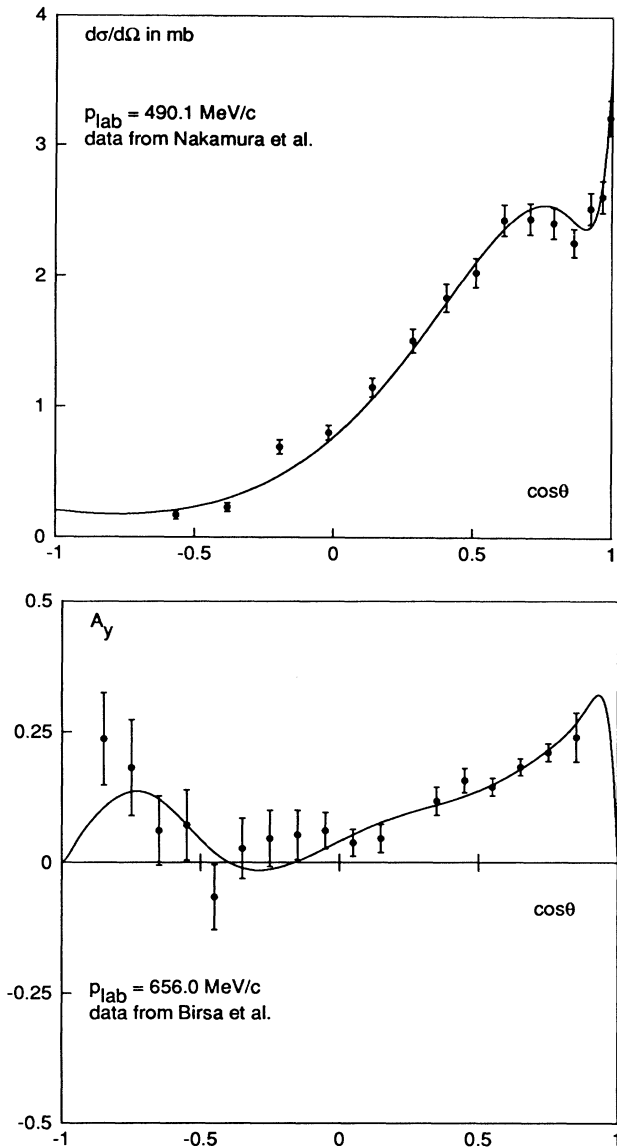 4
dσ/dΩ in mb
p_lab = 490.1 MeV/c
data from Nakamura et al.
3
2
1
cosθ
0
-1 -0.5 0 0.5 1
0.5
A_y
0.25
0
cosθ
-0.25
p_lab = 656.0 MeV/c
data from Birsa et al.
-0.5
-1 -0.5 0 0.5 1